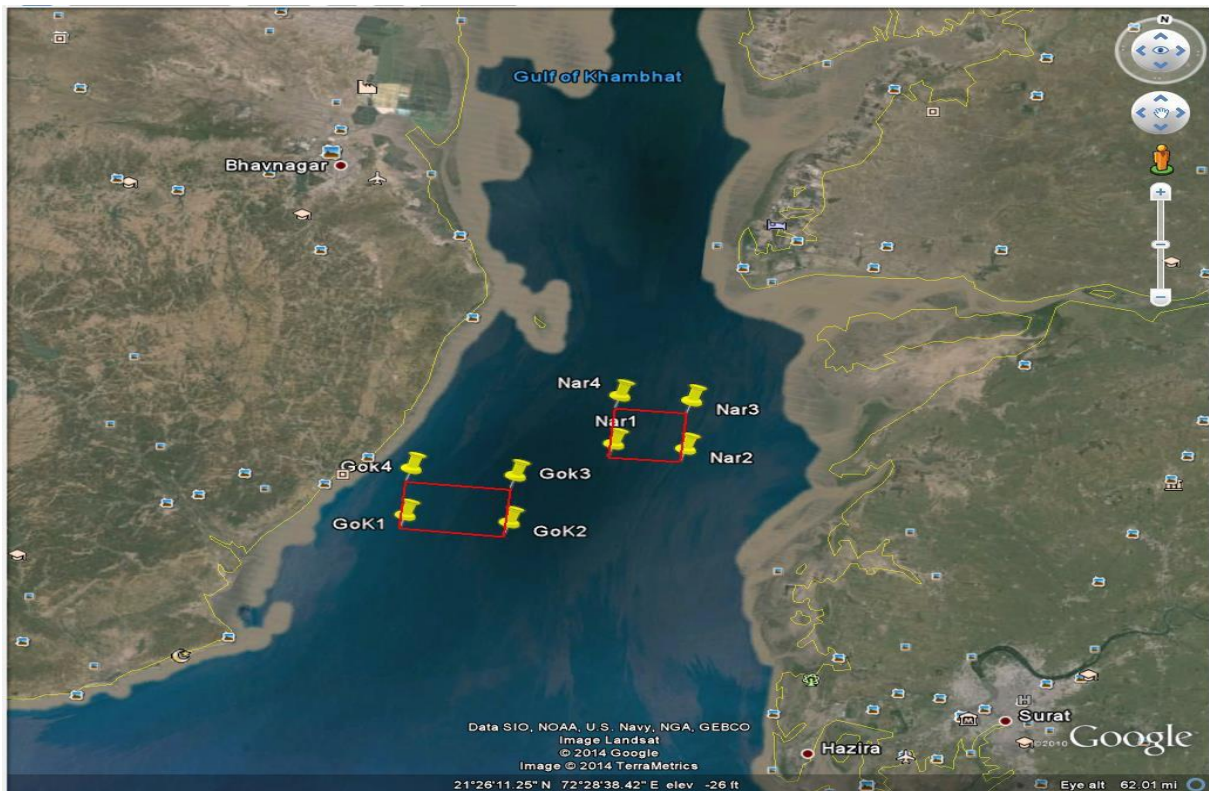 N
Gulf of Khambhat
Bhavnagar
Nar4
Nar3
Nar1
Nar2
Gok4
Gok3
GoK1
GoK2
Surat
Hazira
H
M
©2010 Google
Data SIO, NOAA, U.S. Navy, NGA, GEBCO
Image Landsat
© 2014 Google
Image © 2014 TerraMetrics
21°26'11.25" N 72°28'38.42" E elev -26 ft
Eye alt 62.01 mi